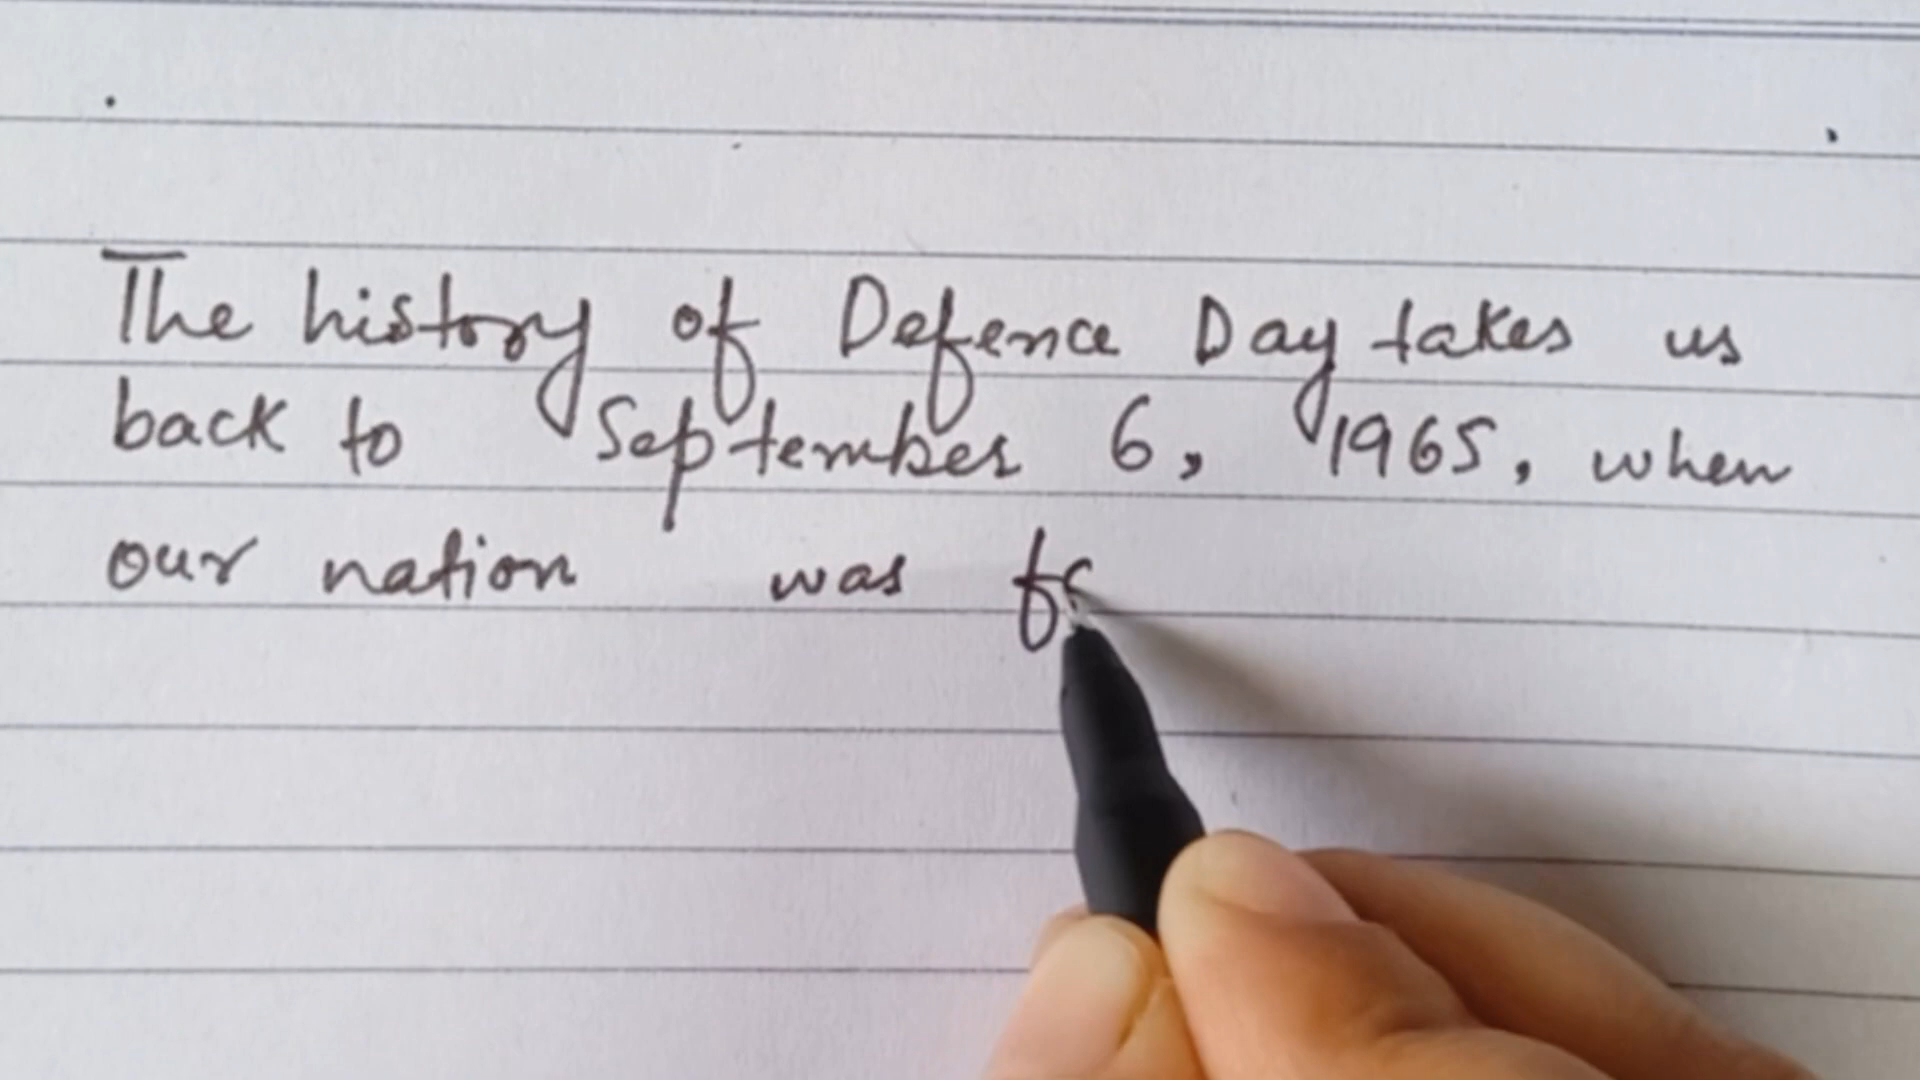 The history of Defence Day takes us
back to September 6, 1965, when
our nation was